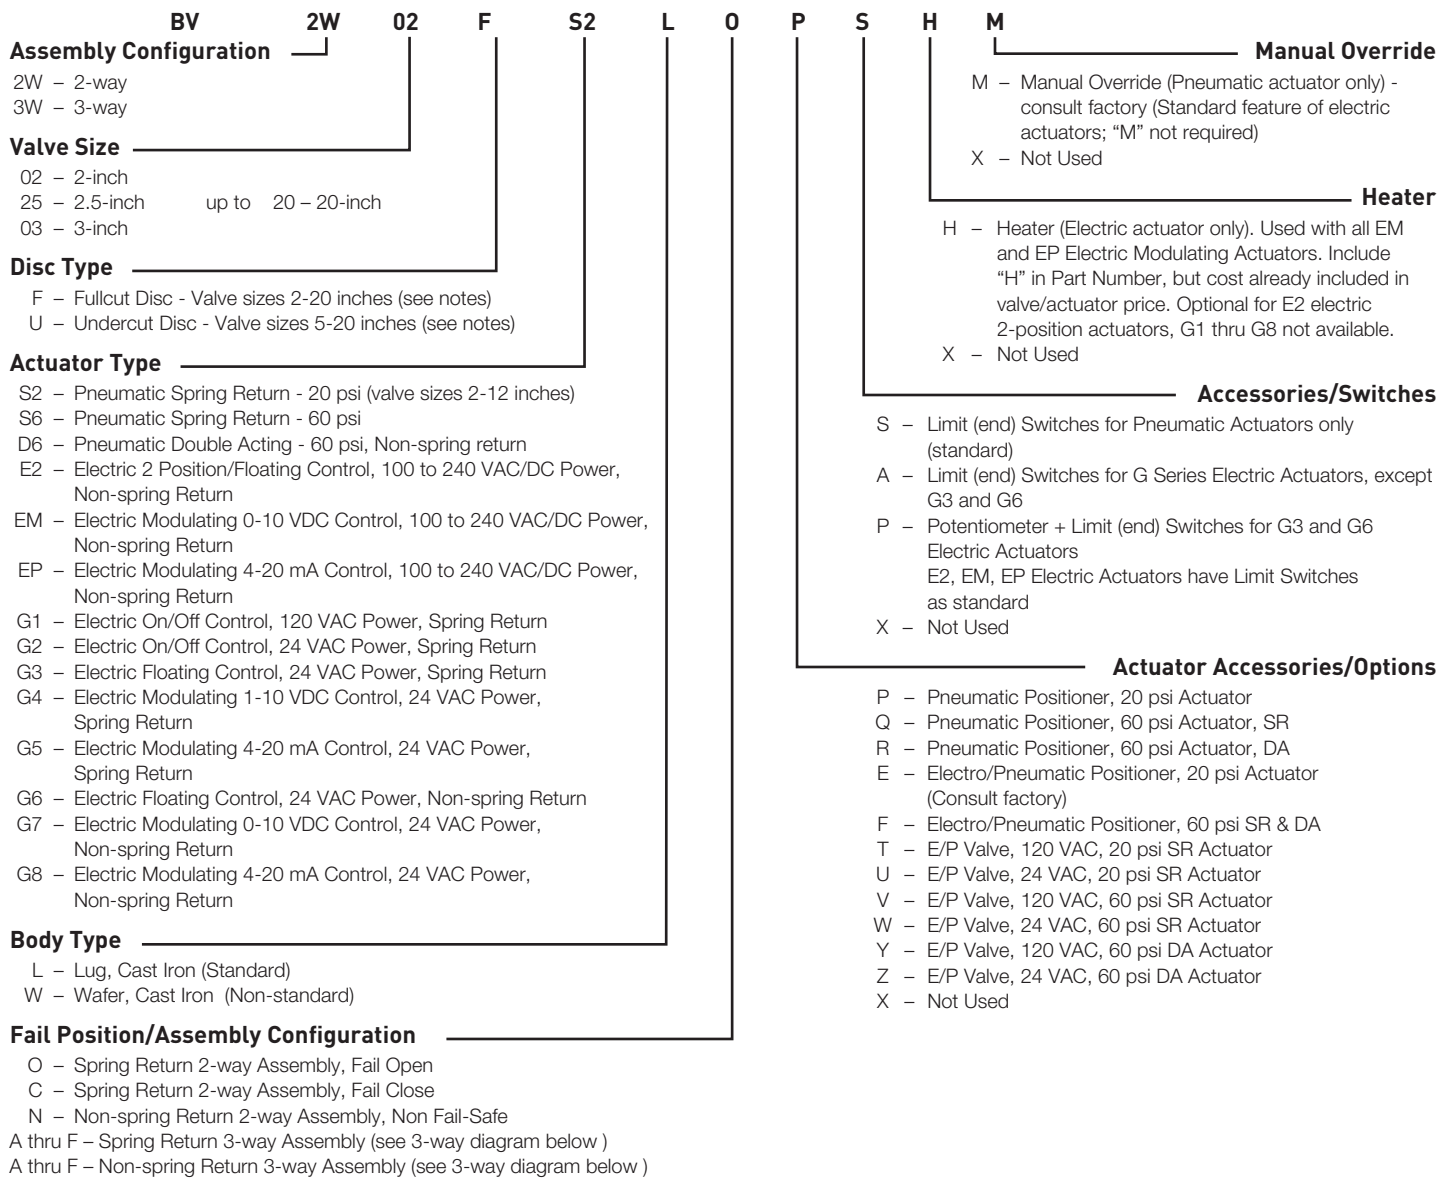 BV 2W 02 F S2 L O P S H M
Assembly Configuration
2W – 2-way
3W – 3-way
Valve Size
02 – 2-inch
25 – 2.5-inch up to 20 – 20-inch
03 – 3-inch
Disc Type
F – Fullcut Disc - Valve sizes 2-20 inches (see notes)
U – Undercut Disc - Valve sizes 5-20 inches (see notes)
Actuator Type
S2 – Pneumatic Spring Return - 20 psi (valve sizes 2-12 inches)
S6 – Pneumatic Spring Return - 60 psi
D6 – Pneumatic Double Acting - 60 psi, Non-spring return
E2 – Electric 2 Position/Floating Control, 100 to 240 VAC/DC Power,
Non-spring Return
EM – Electric Modulating 0-10 VDC Control, 100 to 240 VAC/DC Power,
Non-spring Return
EP – Electric Modulating 4-20 mA Control, 100 to 240 VAC/DC Power,
Non-spring Return
G1 – Electric On/Off Control, 120 VAC Power, Spring Return
G2 – Electric On/Off Control, 24 VAC Power, Spring Return
G3 – Electric Floating Control, 24 VAC Power, Spring Return
G4 – Electric Modulating 1-10 VDC Control, 24 VAC Power,
Spring Return
G5 – Electric Modulating 4-20 mA Control, 24 VAC Power,
Spring Return
G6 – Electric Floating Control, 24 VAC Power, Non-spring Return
G7 – Electric Modulating 0-10 VDC Control, 24 VAC Power,
Non-spring Return
G8 – Electric Modulating 4-20 mA Control, 24 VAC Power,
Non-spring Return
Body Type
L – Lug, Cast Iron (Standard)
W – Wafer, Cast Iron (Non-standard)
Fail Position/Assembly Configuration
O – Spring Return 2-way Assembly, Fail Open
C – Spring Return 2-way Assembly, Fail Close
N – Non-spring Return 2-way Assembly, Non Fail-Safe
A thru F – Spring Return 3-way Assembly (see 3-way diagram below )
A thru F – Non-spring Return 3-way Assembly (see 3-way diagram below )
Manual Override
M – Manual Override (Pneumatic actuator only) -
consult factory (Standard feature of electric
actuators; “M” not required)
X – Not Used
Heater
H – Heater (Electric actuator only). Used with all EM
and EP Electric Modulating Actuators. Include
“H” in Part Number, but cost already included in
valve/actuator price. Optional for E2 electric
2-position actuators, G1 thru G8 not available.
X – Not Used
Accessories/Switches
S – Limit (end) Switches for Pneumatic Actuators only
(standard)
A – Limit (end) Switches for G Series Electric Actuators, except
G3 and G6
P – Potentiometer + Limit (end) Switches for G3 and G6
Electric Actuators
E2, EM, EP Electric Actuators have Limit Switches
as standard
X – Not Used
Actuator Accessories/Options
P – Pneumatic Positioner, 20 psi Actuator
Q – Pneumatic Positioner, 60 psi Actuator, SR
R – Pneumatic Positioner, 60 psi Actuator, DA
E – Electro/Pneumatic Positioner, 20 psi Actuator
(Consult factory)
F – Electro/Pneumatic Positioner, 60 psi SR & DA
T – E/P Valve, 120 VAC, 20 psi SR Actuator
U – E/P Valve, 24 VAC, 20 psi SR Actuator
V – E/P Valve, 120 VAC, 60 psi SR Actuator
W – E/P Valve, 24 VAC, 60 psi SR Actuator
Y – E/P Valve, 120 VAC, 60 psi DA Actuator
Z – E/P Valve, 24 VAC, 60 psi DA Actuator
X – Not Used